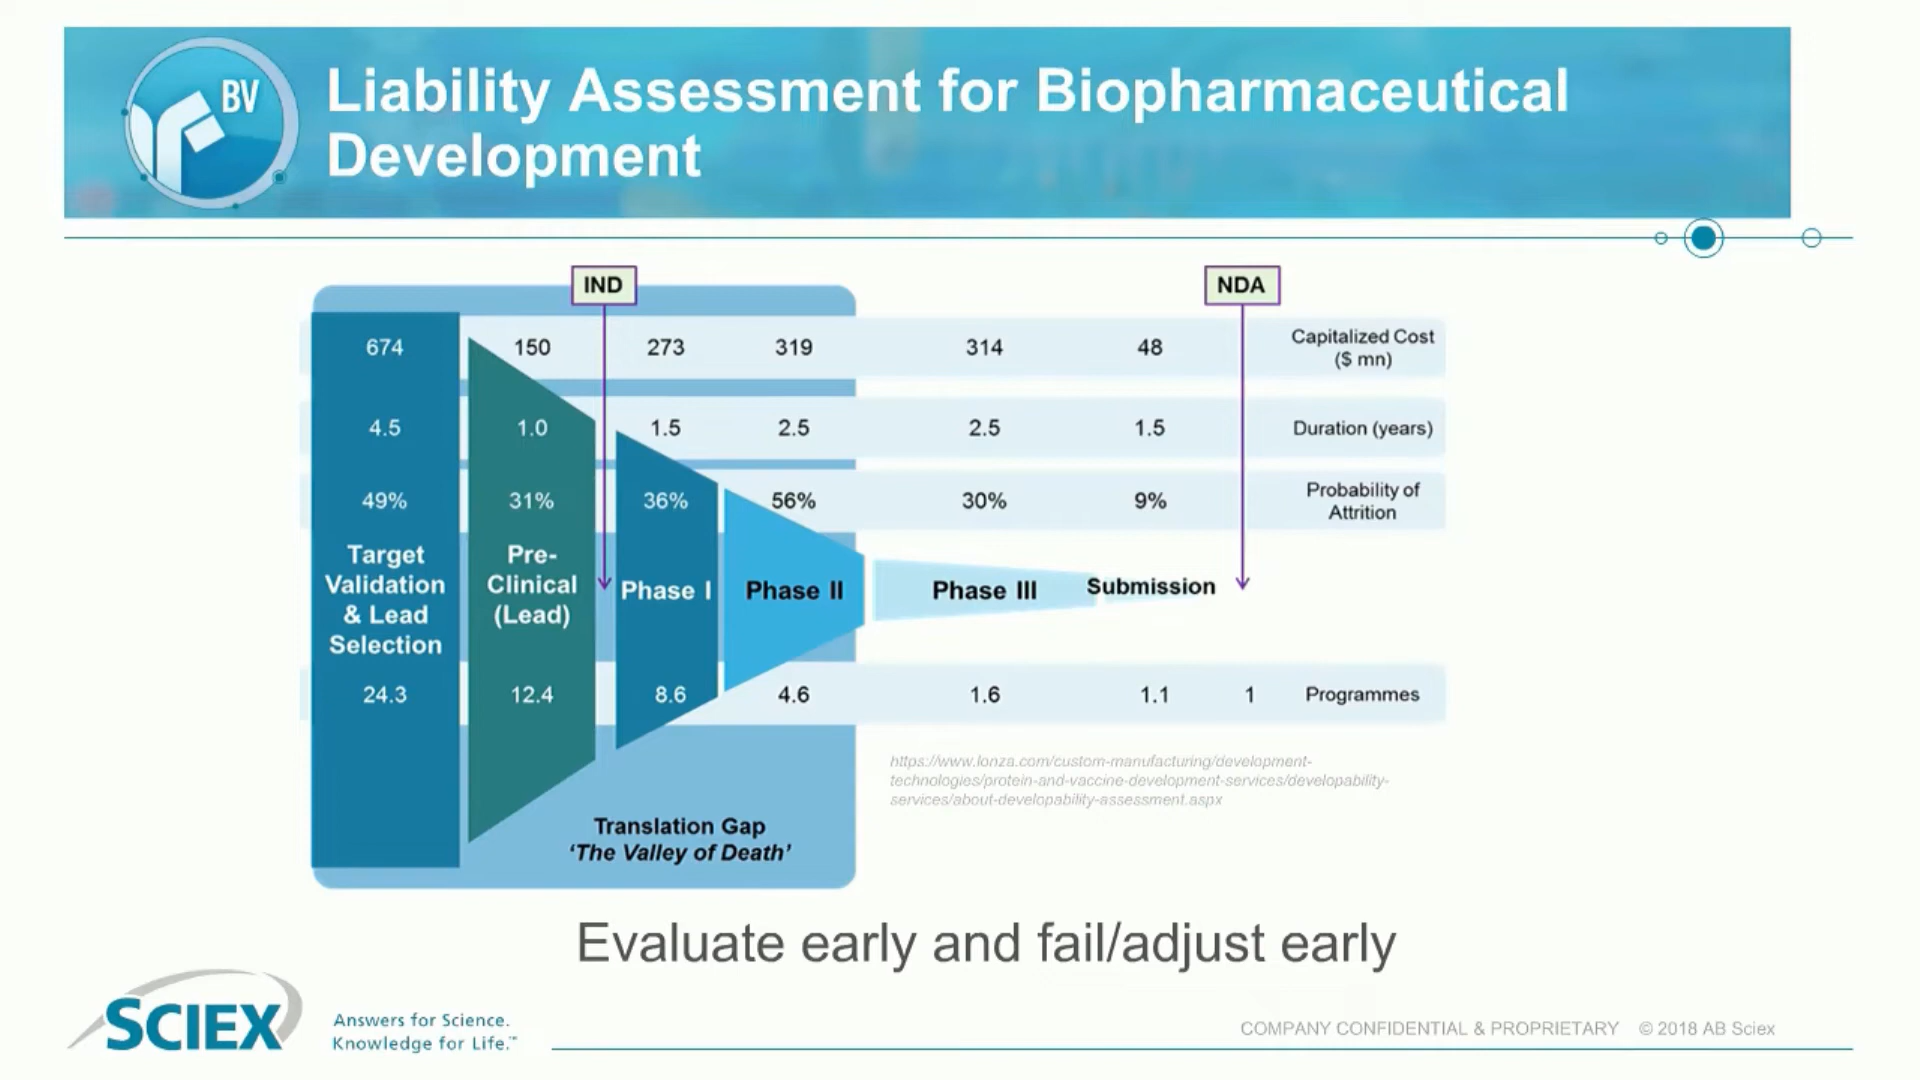 BV
Liability Assessment for Biopharmaceutical
Development
IND
NDA
674 150 273 319 314 48 Capitalized Cost
($ mn)
4.5 1.0 1.5 2.5 2.5 1.5 Duration (years)
49% 31% 36% 56% 30% 9% Probability of
Attrition
Target
Validation
& Lead
Selection
Pre-
Clinical
(Lead)
Phase I
Phase II
Phase III
Submission
24.3 12.4 8.6 4.6 1.6 1.1 1 Programmes
https://www.lonza.com/custom-manufacturing/development-
technologies/protein-and-vaccine-development-services/developability-
services/about-developability-assessment.aspx
Translation Gap
‘The Valley of Death’
Evaluate early and fail/adjust early
SCIEX
Answers for Science.
Knowledge for Life.™
COMPANY CONFIDENTIAL & PROPRIETARY © 2018 AB Sciex